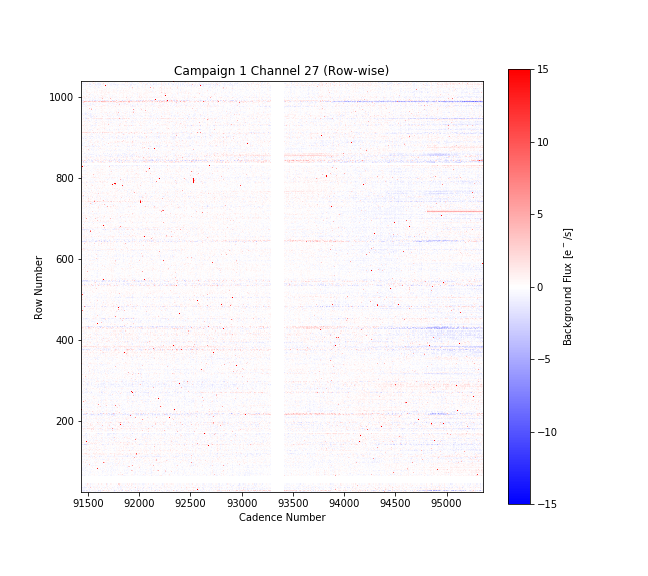 Campaign 1 Channel 27 (Row-wise)
1000
800
600
400
200
Row Number
91500 92000 92500 93000 93500 94000 94500 95000
Cadence Number
15
10
5
0
−5
−10
−15
Background Flux [e⁻/s]